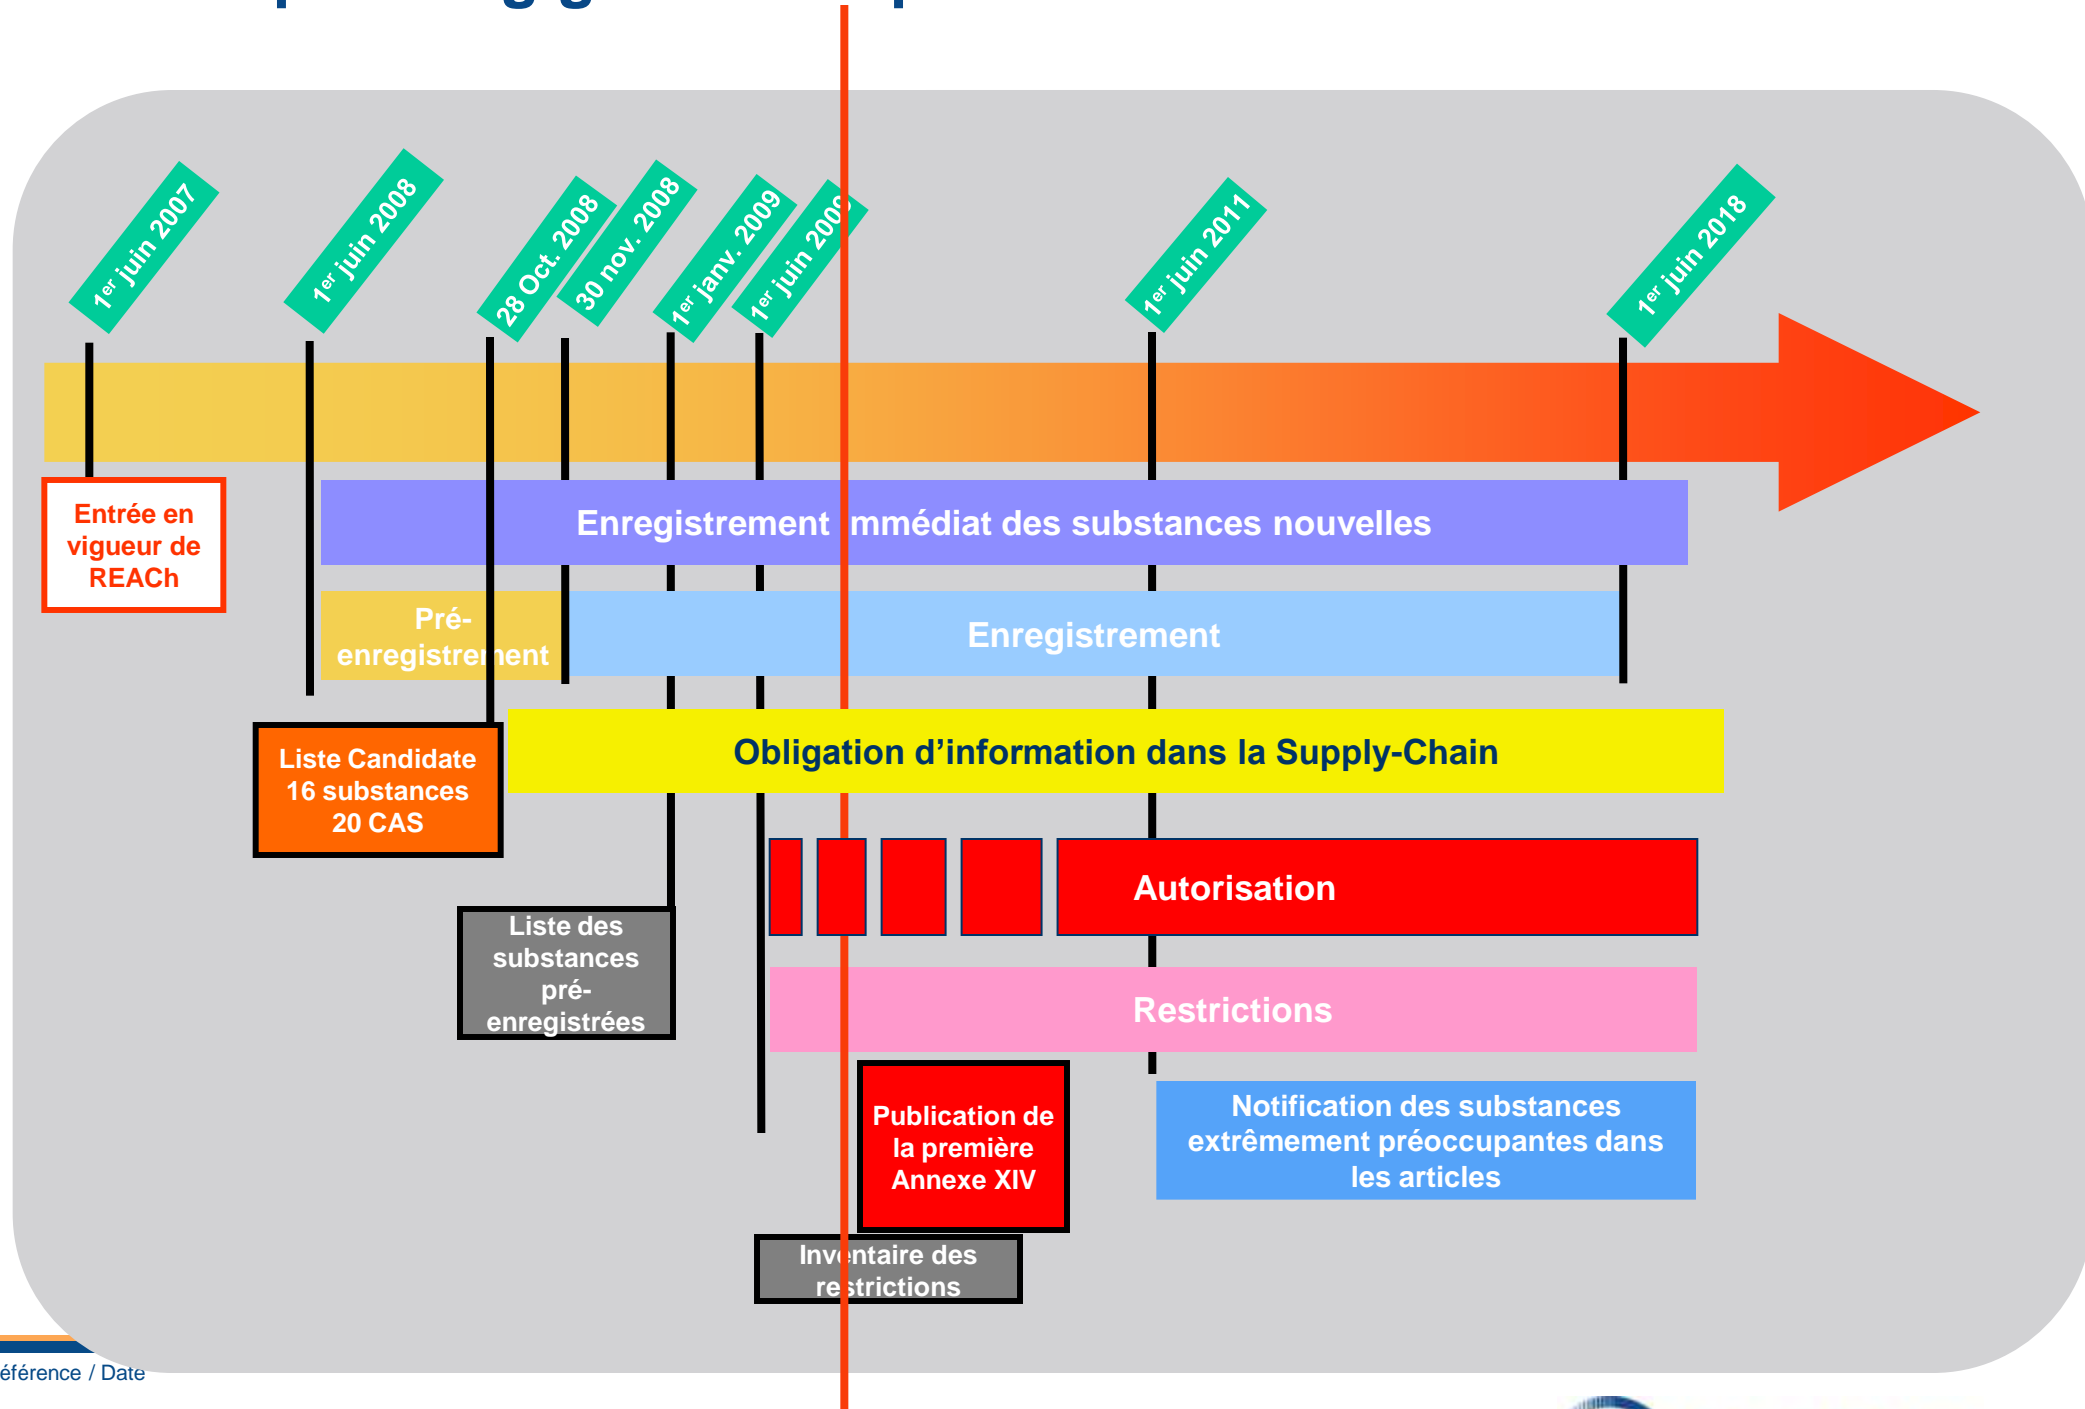 1er juin 2007
1er juin 2008
28 Oct. 2008
30 nov. 2008
1er janv. 2009
1er juin 2009
1er juin 2011
1er juin 2018
Entrée en
vigueur de
REACh
Enregistrement immédiat des substances nouvelles
Pré-
enregistrement
Enregistrement
Liste Candidate
16 substances
20 CAS
Obligation d’information dans la Supply-Chain
Autorisation
Liste des
substances
pré-
enregistrées
Restrictions
Publication de
la première
Annexe XIV
Notification des substances
extrêmement préoccupantes dans
les articles
Inventaire des
restrictions
éférence / Date